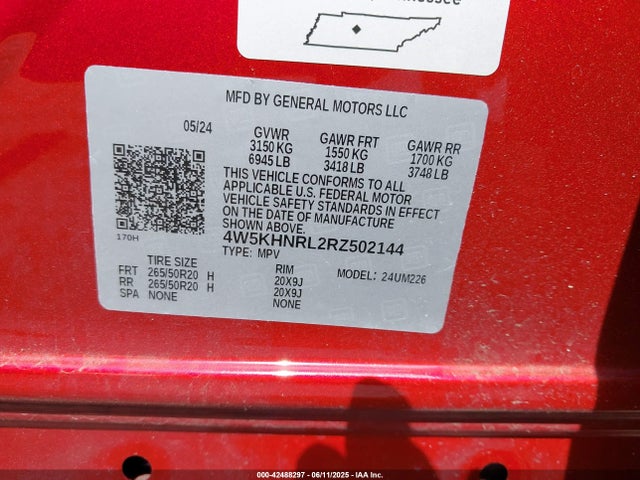 MFD BY GENERAL MOTORS LLC
05/24
GVWR
3150 KG
6945 LB
GAWR FRT
1550 KG
3418 LB
GAWR RR
1700 KG
3748 LB
THIS VEHICLE CONFORMS TO ALL
APPLICABLE U.S. FEDERAL MOTOR
VEHICLE SAFETY STANDARDS IN EFFECT
ON THE DATE OF MANUFACTURE
SHOWN ABOVE.
170H
4W5KHNRL2RZ502144
TYPE: MPV
TIRE SIZE RIM MODEL: 24UM226
FRT 265/50R20 H 20X9J
RR 265/50R20 H 20X9J
SPA NONE NONE
000-42488297 - 06/11/2025 - IAA Inc.